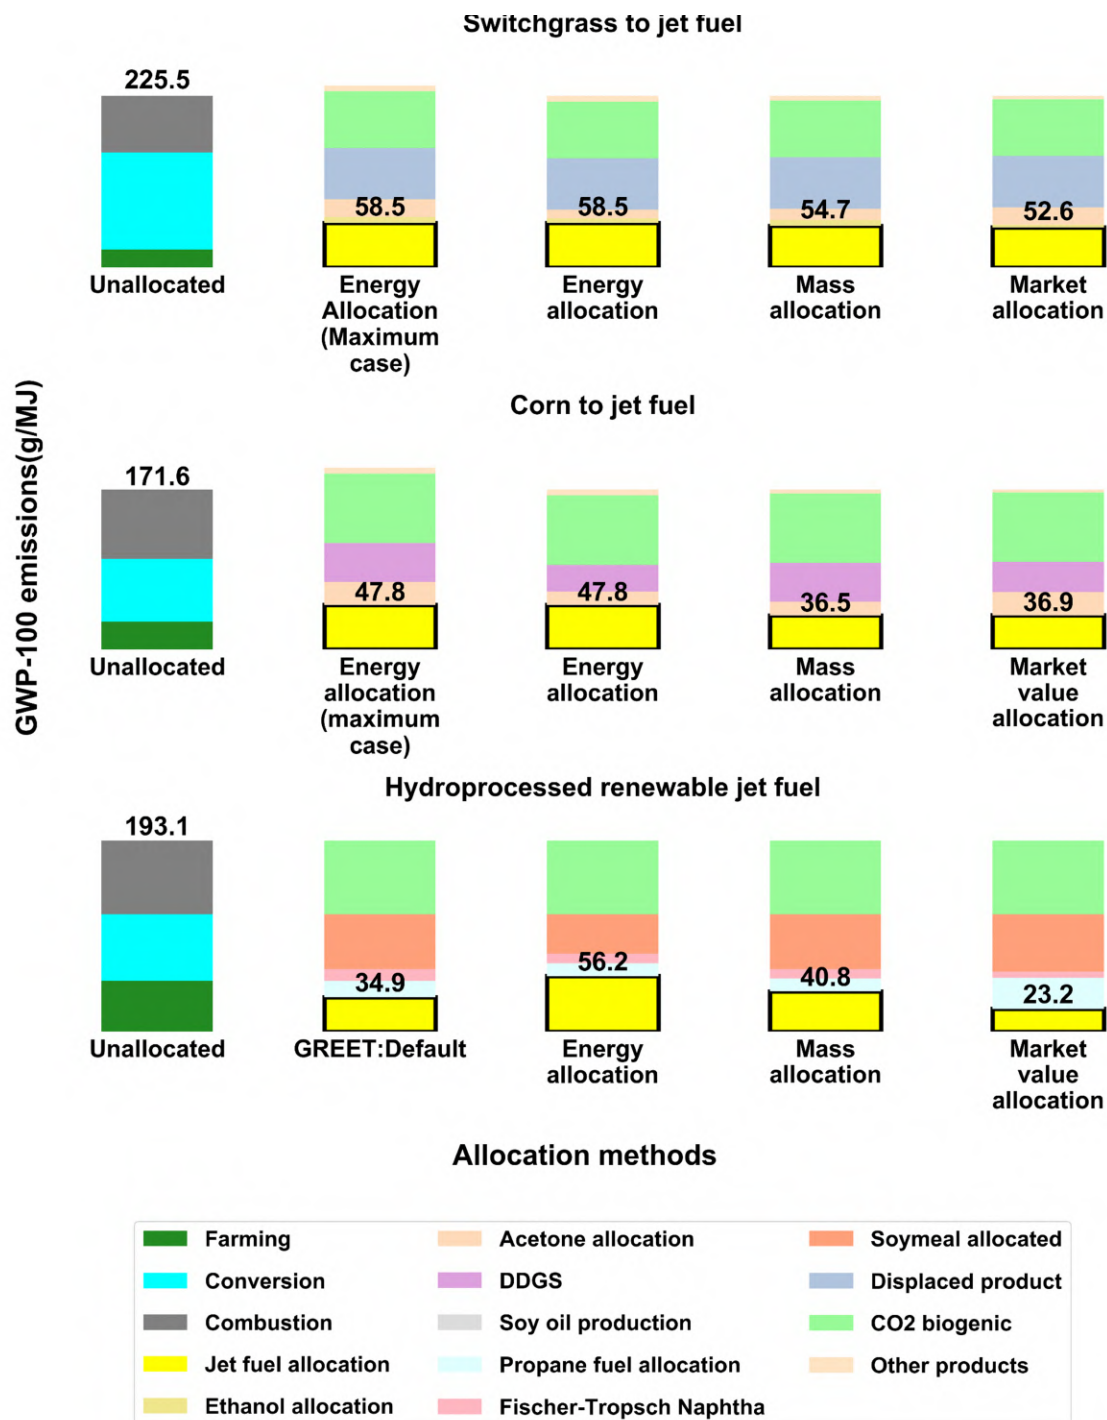 Switchgrass to jet fuel
225.5
58.5
58.5
54.7
52.6
Unallocated
Energy
Allocation
(Maximum
case)
Energy
allocation
Mass
allocation
Market
allocation
GWP-100 emissions(g/MJ)
Corn to jet fuel
171.6
47.8
47.8
36.5
36.9
Unallocated
Energy
allocation
(maximum
case)
Energy
allocation
Mass
allocation
Market
value
allocation
Hydroprocessed renewable jet fuel
193.1
34.9
56.2
40.8
23.2
Unallocated
GREET:Default
Energy
allocation
Mass
allocation
Market
value
allocation
Allocation methods
Farming
Conversion
Combustion
Jet fuel allocation
Ethanol allocation
Acetone allocation
DDGS
Soy oil production
Propane fuel allocation
Fischer-Tropsch Naphtha
Soymeal allocated
Displaced product
CO2 biogenic
Other products